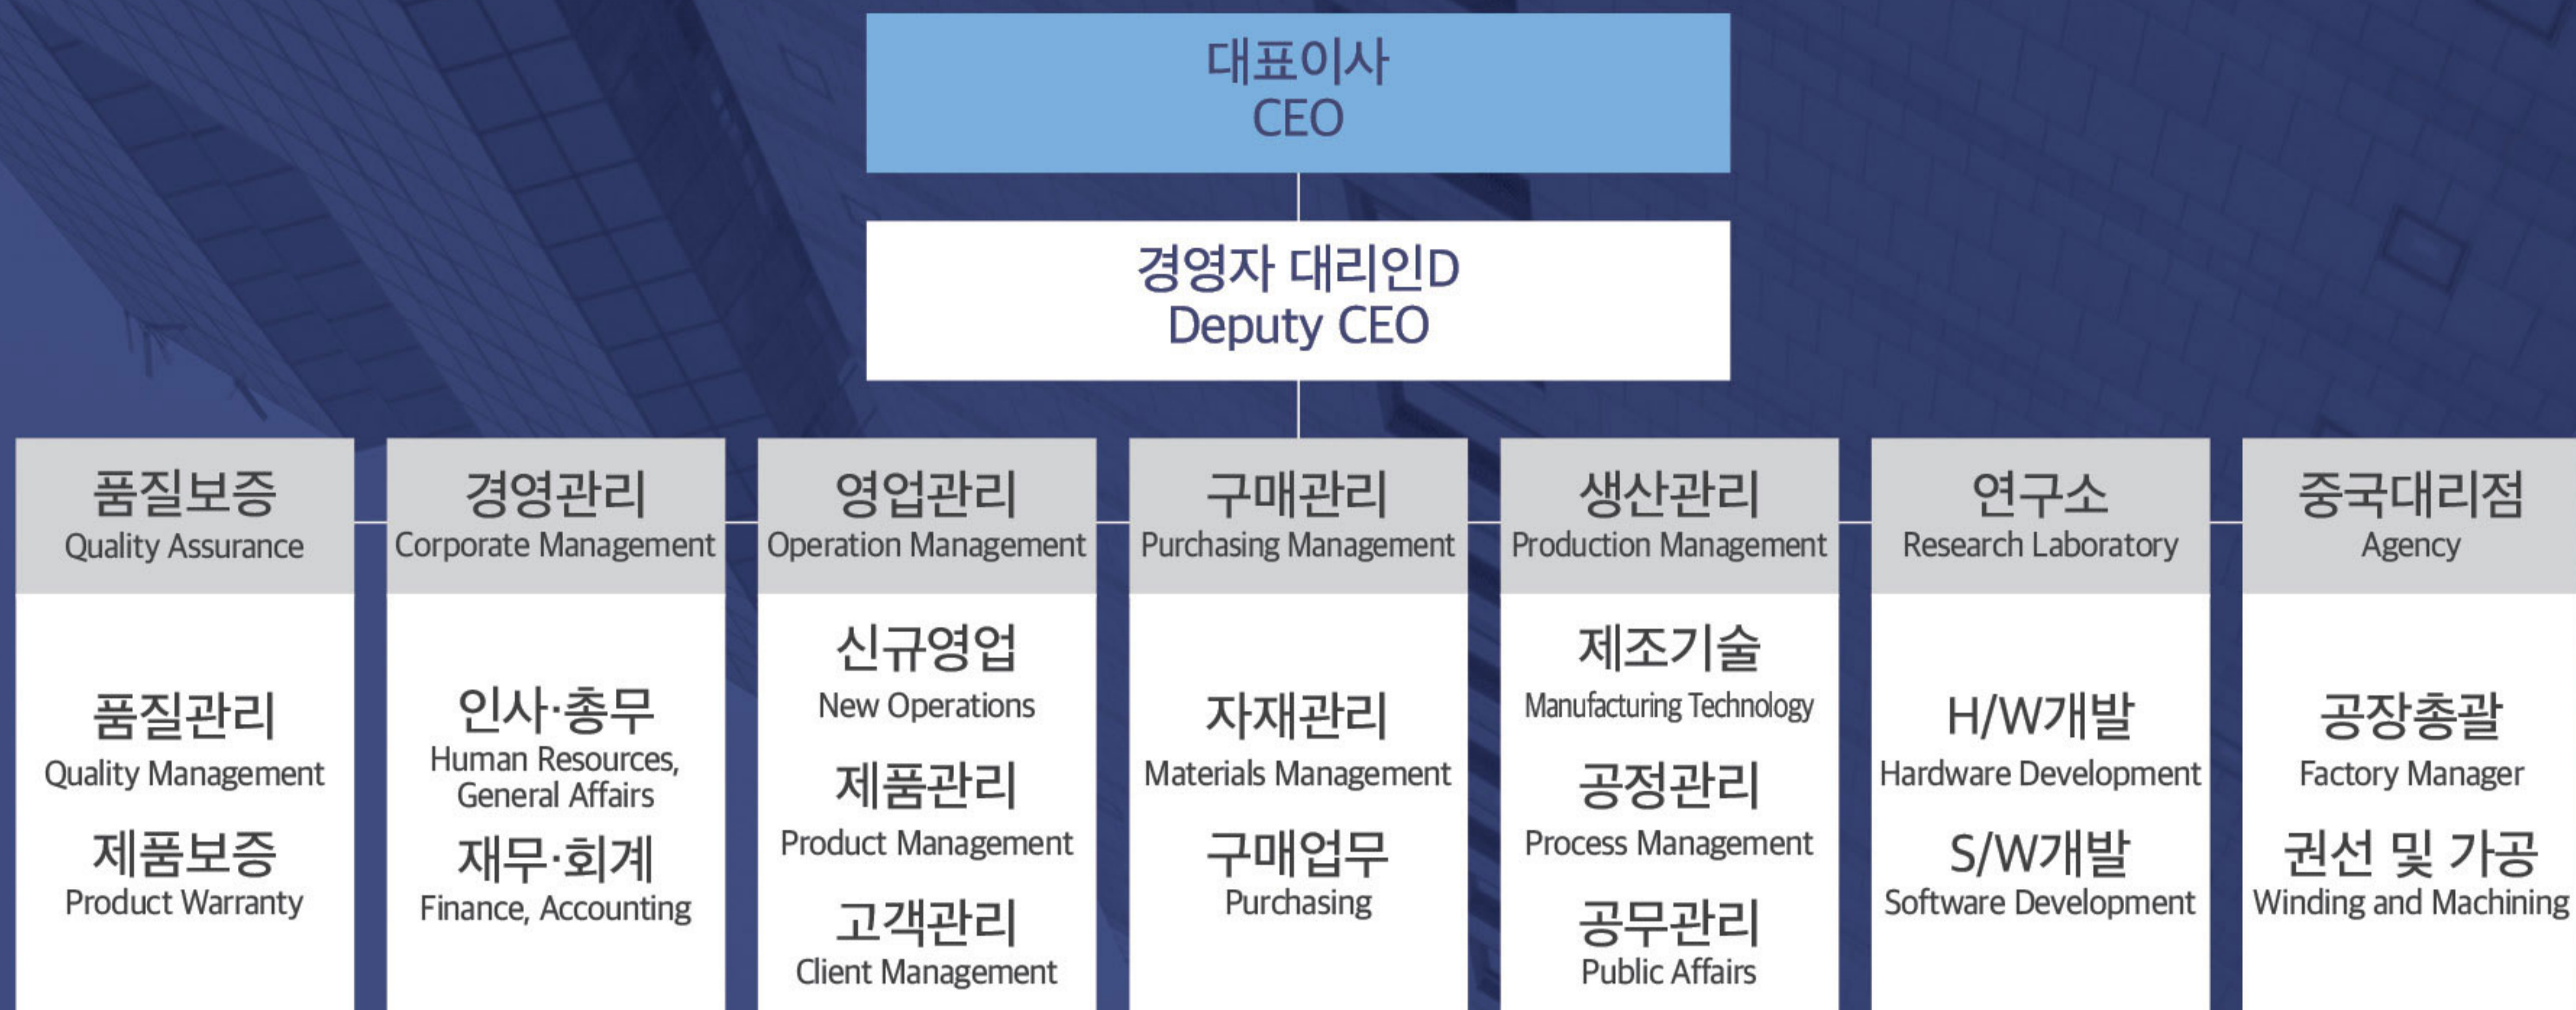 대표이사
CEO
경영자 대리인D
Deputy CEO
품질보증
Quality Assurance
품질관리
Quality Management
제품보증
Product Warranty
경영관리
Corporate Management
인사·총무
Human Resources,
General Affairs
재무·회계
Finance, Accounting
영업관리
Operation Management
신규영업
New Operations
제품관리
Product Management
고객관리
Client Management
구매관리
Purchasing Management
자재관리
Materials Management
구매업무
Purchasing
생산관리
Production Management
제조기술
Manufacturing Technology
공정관리
Process Management
공무관리
Public Affairs
연구소
Research Laboratory
H/W개발
Hardware Development
S/W개발
Software Development
중국대리점
Agency
공장총괄
Factory Manager
권선 및 가공
Winding and Machining